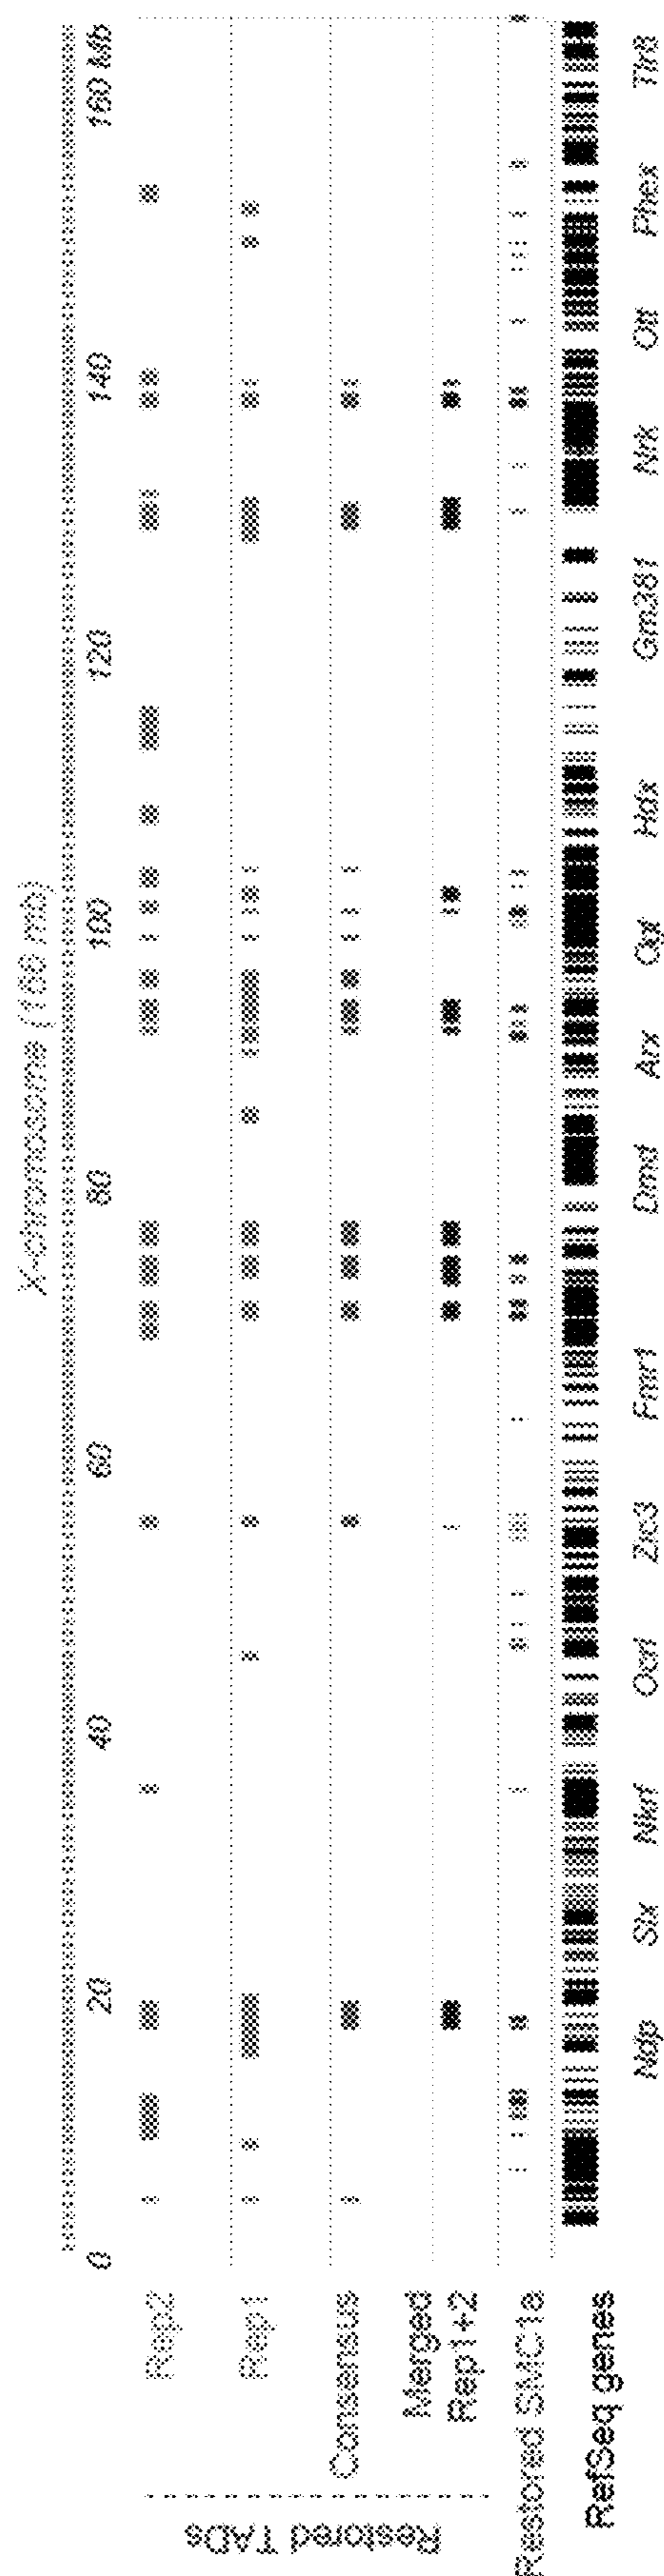 X-chromosome (168 mb)
0 20 40 60 80 100 120 140 160 Mb
Restored TADs
Rep2
Rep1
Consensus
Merged
Rep1+2
Restored SMC1a
RefSeq genes
Ndp Slx Nkrf Ocrl Zic3 Fmr1 Dmd Arx Ogt Hdx Gm381 Nrk Ott Phex Tlr8